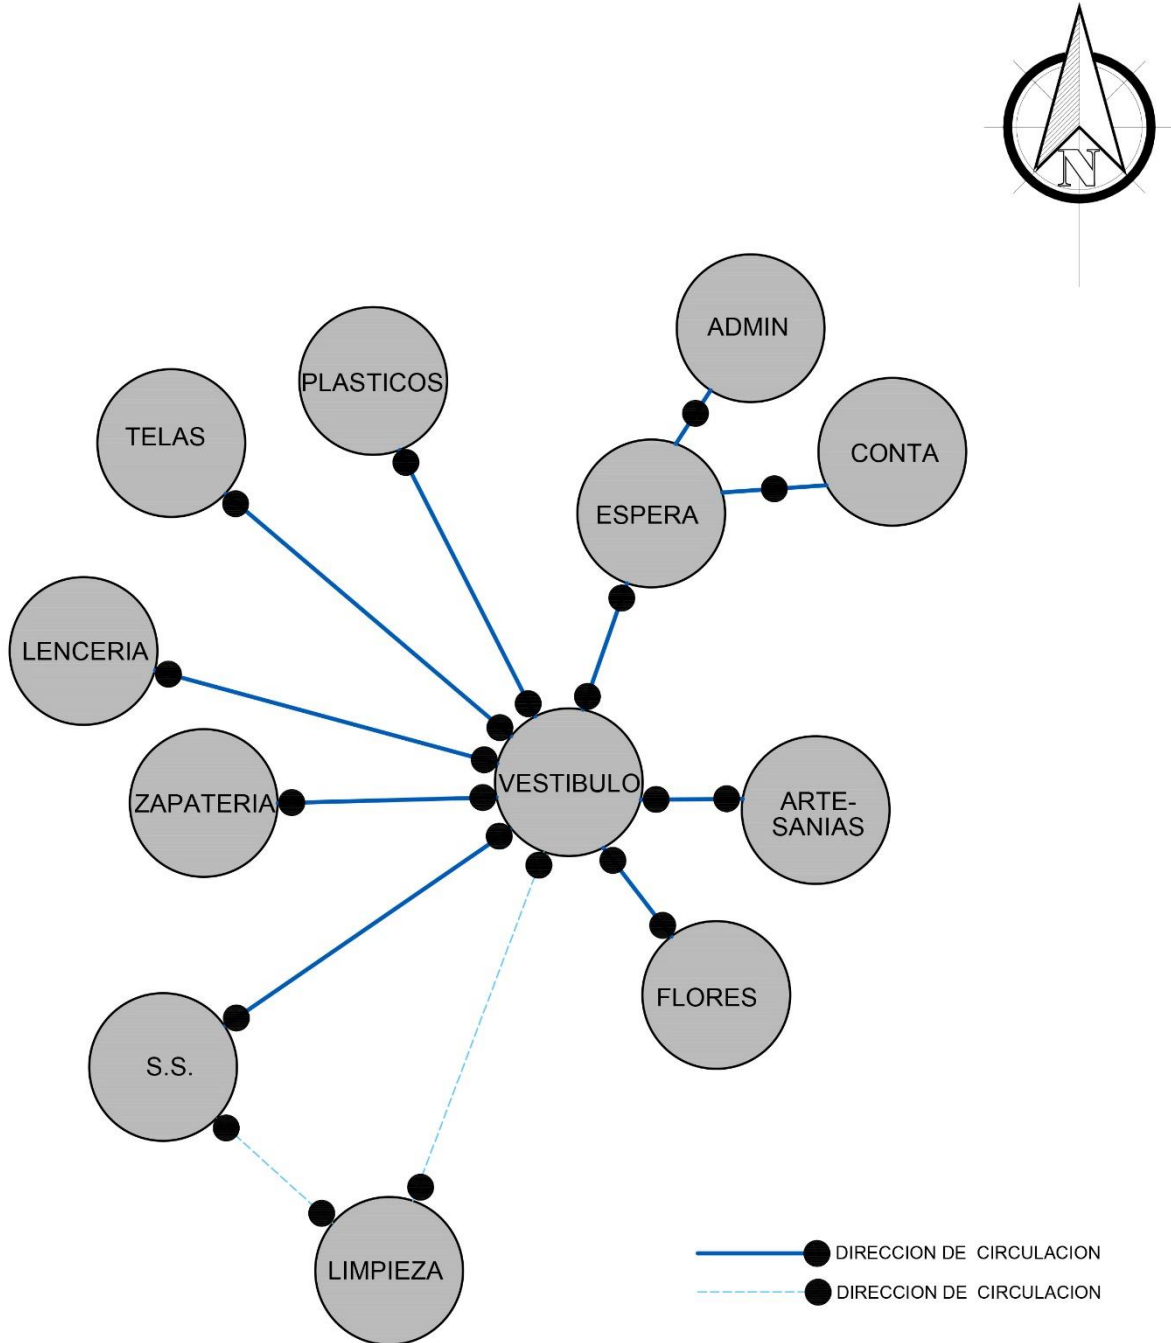 N
ADMIN
PLASTICOS
TELAS
CONTA
ESPERA
LENCERIA
VESTIBULO
ZAPATERIA
ARTE-
SANIAS
FLORES
S.S.
LIMPIEZA
DIRECCION DE CIRCULACION
DIRECCION DE CIRCULACION